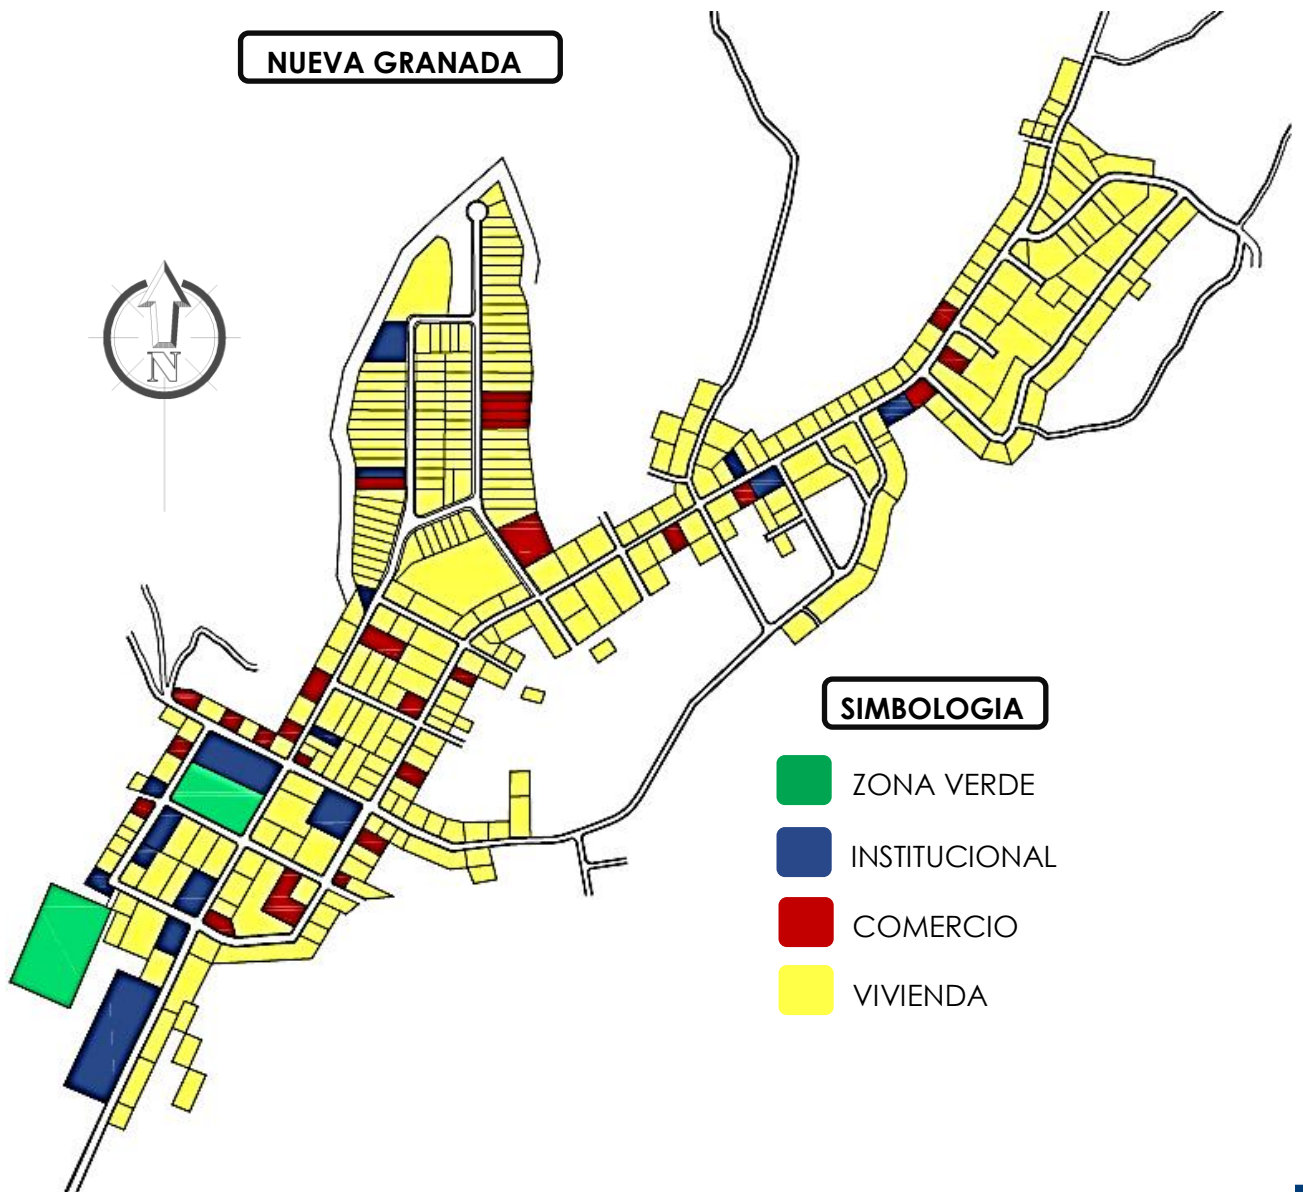 NUEVA GRANADA
N
SIMBOLOGIA
ZONA VERDE
INSTITUCIONAL
COMERCIO
VIVIENDA